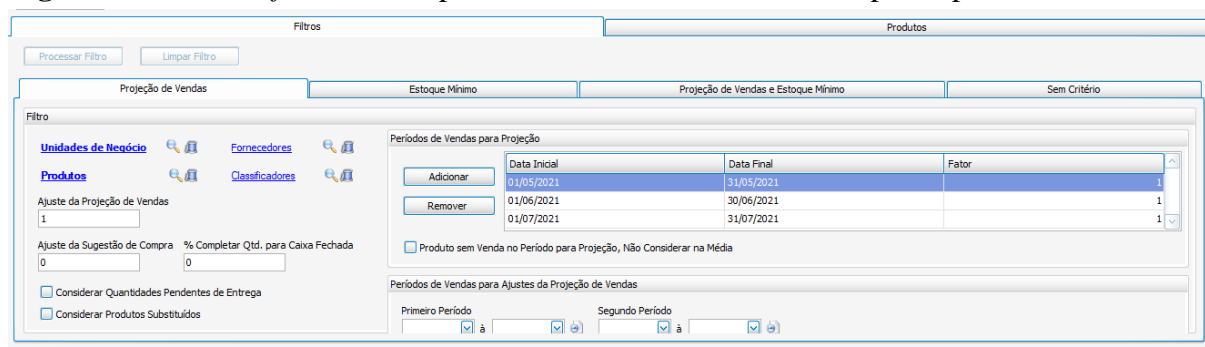 Filtros Produtos
Processar Filtro Limpar Filtro
Projeção de Vendas Estoque Mínimo Projeção de Vendas e Estoque Mínimo Sem Critério
Filtro
Unidades de Negócio Fornecedores
Produtos Classificadores
Ajuste da Projeção de Vendas
1
Ajuste da Sugestão de Compra % Completar Qtd. para Caixa Fechada
0 0
Considerar Quantidades Pendentes de Entrega
Considerar Produtos Substituídos
Períodos de Vendas para Projeção
Adicionar
Remover
Data Inicial Data Final Fator
01/05/2021 31/05/2021 1
01/06/2021 30/06/2021 1
01/07/2021 31/07/2021 1
Produto sem Venda no Período para Projeção, Não Considerar na Média
Períodos de Vendas para Ajustes da Projeção de Vendas
Primeiro Período Segundo Período
à à